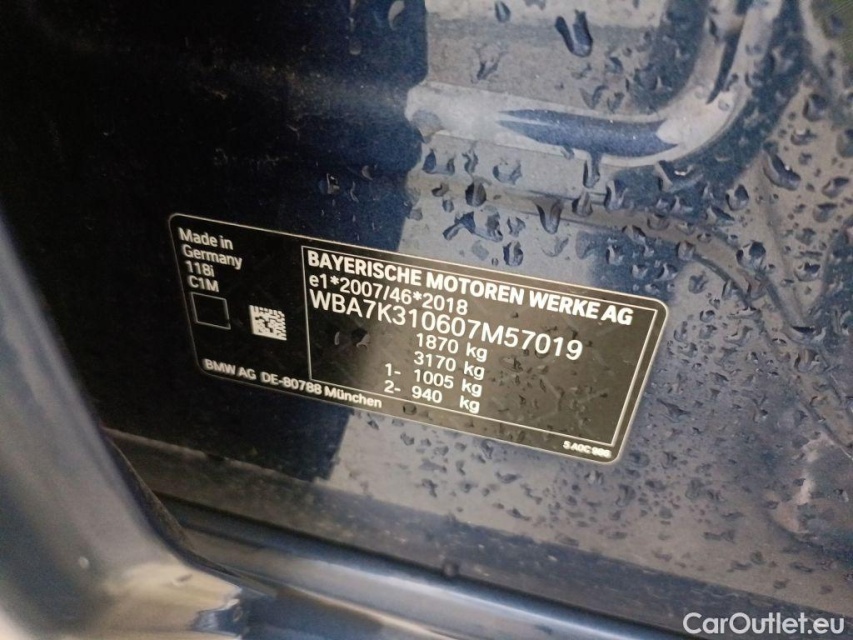 Made in
Germany
118i
C1M
BMW AG DE-80788 München
BAYERISCHE MOTOREN WERKE AG
e1*2007/46*2018
WBA7K310607M57019
1870 kg
3170 kg
1- 1005 kg
2- 940 kg
CarOutlet.eu